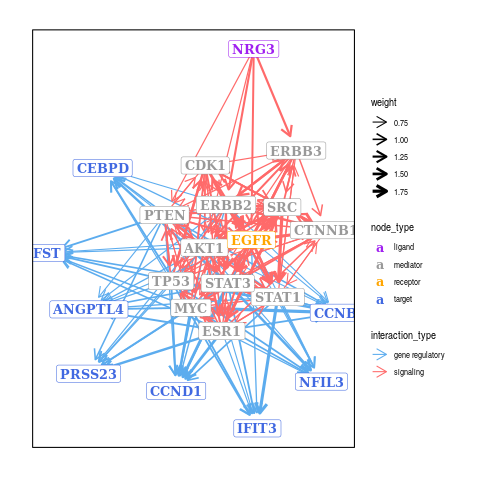 NRG3
ERBB3
CDK1
CEBPD
ERBB2
SRC
PTEN
CTNNB1
EGFR
AKT1
FST
TP53
STAT3
STAT1
ANGPTL4
MYC
CCNB
ESR1
PRSS23
NFIL3
CCND1
IFIT3
weight
0.75
1.00
1.25
1.50
1.75
node_type
a ligand
a mediator
a receptor
a target
interaction_type
gene regulatory
signaling